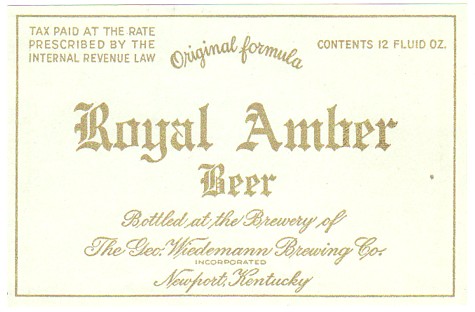 TAX PAID AT THE RATE
PRESCRIBED BY THE
INTERNAL REVENUE LAW
Original formula
CONTENTS 12 FLUID OZ.
Royal Amber
Beer
Bottled at the Brewery of
The Geo. Wiedemann Brewing Co.
INCORPORATED
Newport, Kentucky